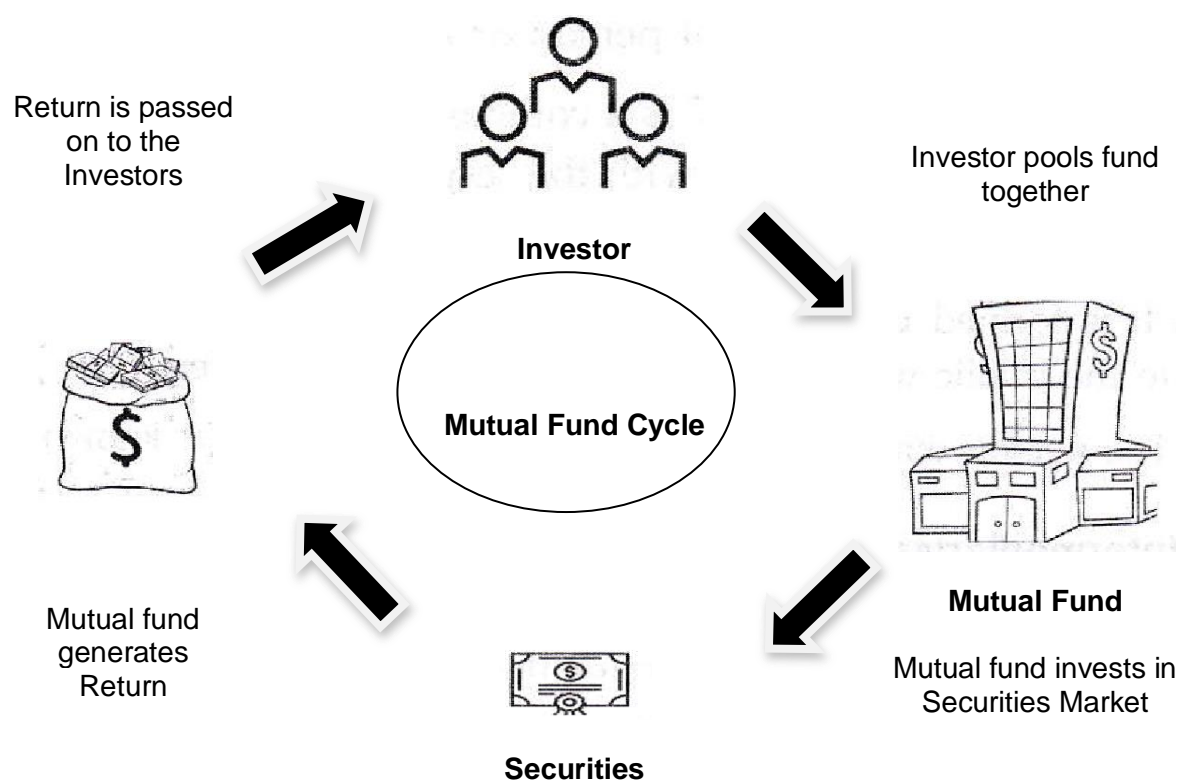 Return is passed
on to the
Investors
Investor pools fund
together
Investor
Mutual Fund Cycle
$
$
Mutual Fund
Mutual fund invests in
Securities Market
Mutual fund
generates
Return
$
Securities